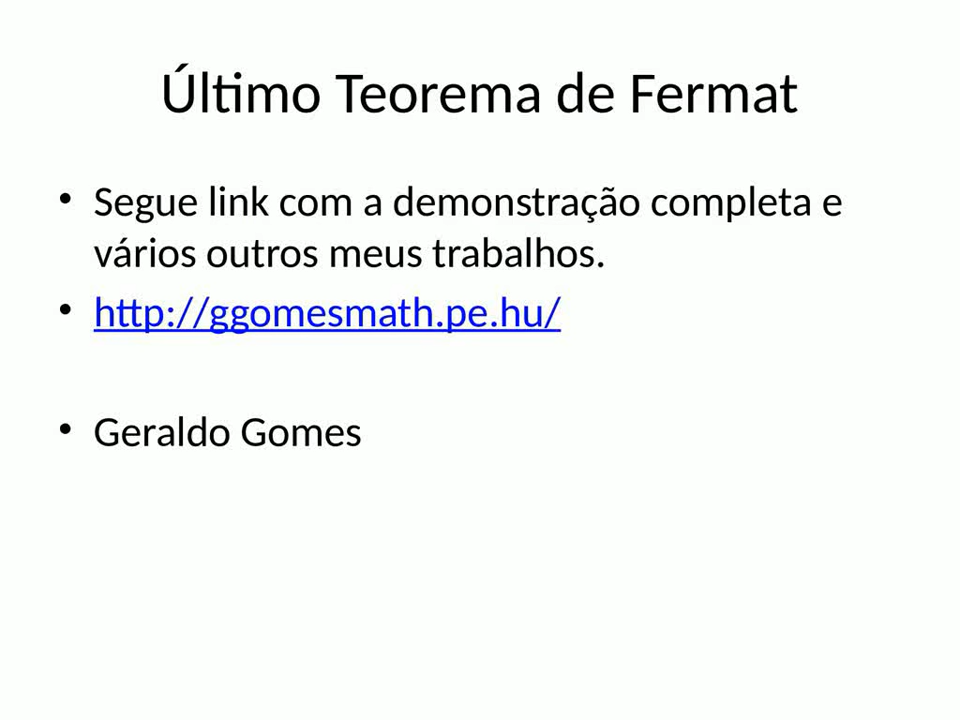 Último Teorema de Fermat
• Segue link com a demonstração completa e
vários outros meus trabalhos.
• http://ggomesmath.pe.hu/
• Geraldo Gomes